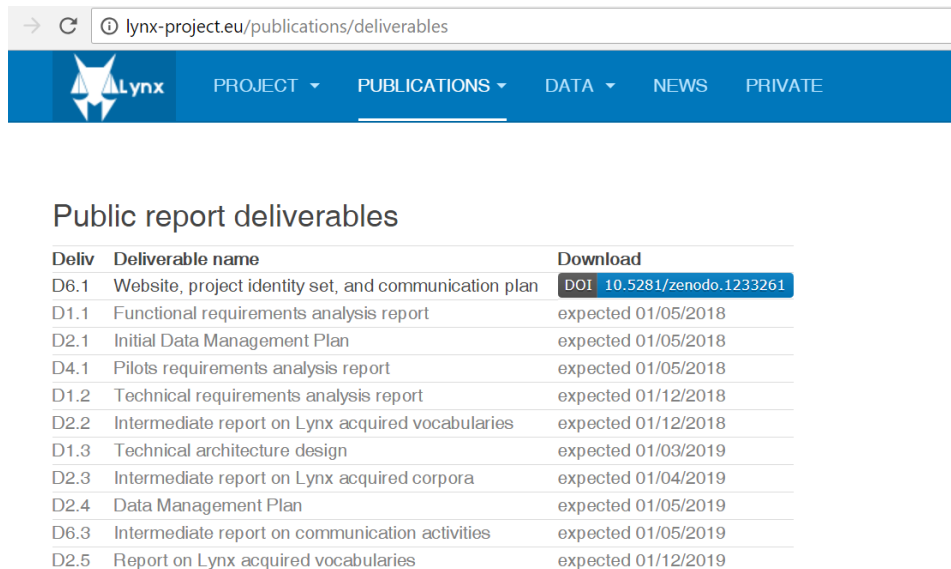 lynx-project.eu/publications/deliverables
Lynx PROJECT PUBLICATIONS DATA NEWS PRIVATE
Public report deliverables
Deliv Deliverable name Download
D6.1 Website, project identity set, and communication plan DOI 10.5281/zenodo.1233261
D1.1 Functional requirements analysis report expected 01/05/2018
D2.1 Initial Data Management Plan expected 01/05/2018
D4.1 Pilots requirements analysis report expected 01/05/2018
D1.2 Technical requirements analysis report expected 01/12/2018
D2.2 Intermediate report on Lynx acquired vocabularies expected 01/12/2018
D1.3 Technical architecture design expected 01/03/2019
D2.3 Intermediate report on Lynx acquired corpora expected 01/04/2019
D2.4 Data Management Plan expected 01/05/2019
D6.3 Intermediate report on communication activities expected 01/05/2019
D2.5 Report on Lynx acquired vocabularies expected 01/12/2019